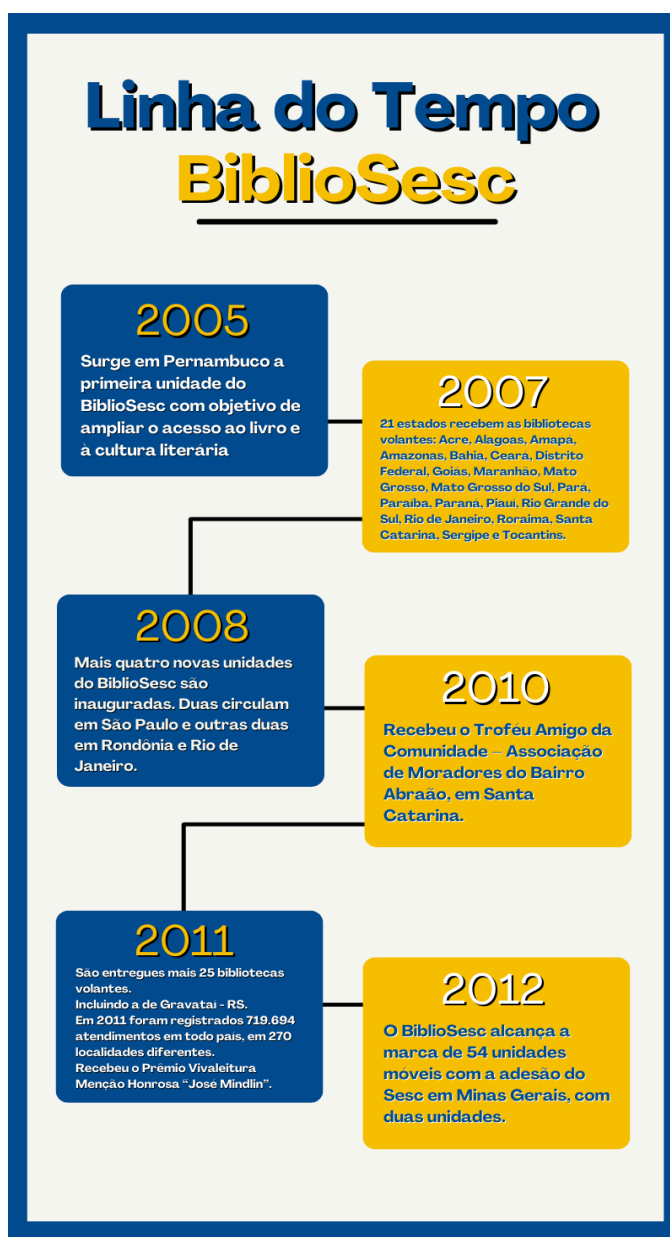 Linha do Tempo
BiblioSesc
2005
Surge em Pernambuco a
primeira unidade do
BiblioSesc com objetivo de
ampliar o acesso ao livro e
à cultura literária
2007
21 estados recebem as bibliotecas
volantes: Acre, Alagoas, Amapá,
Amazonas, Bahia, Ceará, Distrito
Federal, Goiás, Maranhão, Mato
Grosso, Mato Grosso do Sul, Pará,
Paraíba, Paraná, Piauí, Rio Grande do
Sul, Rio de Janeiro, Roraima, Santa
Catarina, Sergipe e Tocantins.
2008
Mais quatro novas unidades
do BiblioSesc são
inauguradas. Duas circulam
em São Paulo e outras duas
em Rondônia e Rio de
Janeiro.
2010
Recebeu o Troféu Amigo da
Comunidade – Associação
de Moradores do Bairro
Abraão, em Santa
Catarina.
2011
São entregues mais 25 bibliotecas
volantes.
Incluindo a de Gravataí - RS.
Em 2011 foram registrados 719.694
atendimentos em todo país, em 270
localidades diferentes.
Recebeu o Prêmio Vivaleitura
Menção Honrosa “José Mindlin”.
2012
O BiblioSesc alcança a
marca de 54 unidades
móveis com a adesão do
Sesc em Minas Gerais, com
duas unidades.